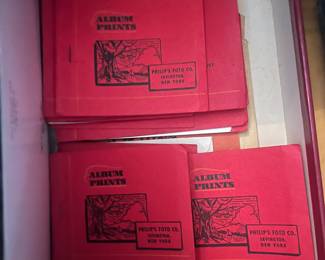 ALBUM
PRINTS
PHILIP'S FOTO CO.
IRVINGTON,
NEW YORK
ALBUM
PRINTS
PHILIP'S FOTO CO.
IRVINGTON,
NEW YORK
ALBUM
PRINTS
PHILIP'S FOTO CO.
IRVINGTON,
NEW YORK